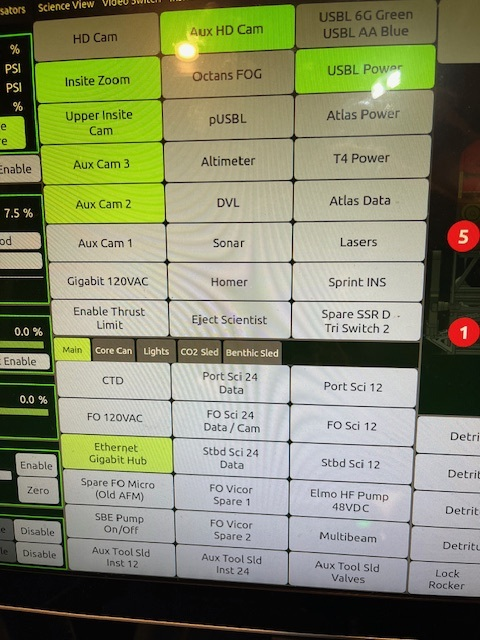 sators Science View Video Switch
HD Cam
Aux HD Cam
USBL 6G Green
USBL AA Blue
Insite Zoom
Octans FOG
USBL Power
Upper Insite
Cam
pUSBL
Atlas Power
Aux Cam 3
Altimeter
T4 Power
Aux Cam 2
DVL
Atlas Data
Aux Cam 1
Sonar
Lasers
Gigabit 120VAC
Homer
Sprint INS
Enable Thrust
Limit
Eject Scientist
Spare SSR D
Tri Switch 2
Main
Core Can
Lights
CO2 Sled
Benthic Sled
CTD
Port Sci 24
Data
Port Sci 12
FO 120VAC
FO Sci 24
Data / Cam
FO Sci 12
Ethernet
Gigabit Hub
Stbd Sci 24
Data
Stbd Sci 12
Spare FO Micro
(Old AFM)
FO Vicor
Spare 1
Elmo HF Pump
48VDC
SBE Pump
On/Off
FO Vicor
Spare 2
Multibeam
Aux Tool Sld
Inst 12
Aux Tool Sld
Inst 24
Aux Tool Sld
Valves
%
PSI
PSI
%
e
re
Enable
7.5 %
od
0.0 %
t Enable
0.0 %
Enable
Zero
e
Disable
le
Disable
5
1
Detri
Detrit
Detrit
Detritu
Lock
Rocker